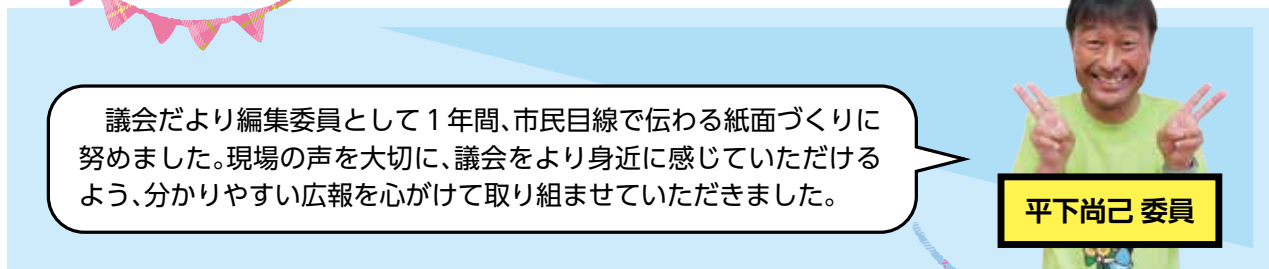 議会だより編集委員として１年間、市民目線で伝わる紙面づくりに
努めました。現場の声を大切に、議会をより身近に感じていただける
よう、分かりやすい広報を心がけて取り組ませていただきました。
平下尚己 委員